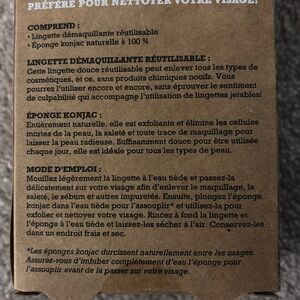 PRÉFÉRÉ POUR NETTOYER VOTRE VISAGE!
COMPREND :
• Lingette démaquillante réutilisable
• Éponge konjac naturelle à 100 %
LINGETTE DÉMAQUILLANTE RÉUTILISABLE :
Cette lingette douce réutilisable peut enlever tous les types de
cosmétiques, et ce, sans produits chimiques nocifs. Vous
pourrez l'utiliser encore et encore, sans éprouver le sentiment
de culpabilité qui accompagne l'utilisation de lingettes jetables!
ÉPONGE KONJAC :
Entièrement naturelle, elle est exfoliante et élimine les cellules
mortes de la peau, la saleté et toute trace de maquillage pour
laisser la peau radieuse. Suffisamment douce pour être utilisée
chaque jour, elle est idéale pour tous les types de peau.
MODE D'EMPLOI :
Mouillez légèrement la lingette à l'eau tiède et passez-la
délicatement sur votre visage afin d'enlever le maquillage, la
saleté, le sébum et autres impuretés. Ensuite, plongez l'éponge
konjac dans l'eau tiède pour l'assouplir* et utilisez-la pour
exfolier et nettoyer votre visage. Rincez à fond la lingette et
l'éponge à l'eau tiède et laissez-les sécher à l'air. Conservez-les
dans un endroit frais et sec.
*Les éponges konjac durcissent naturellement entre les usages.
Assurez-vous d'imbiber complètement d'eau l'éponge pour
l'assouplir avant de la passer sur votre visage.